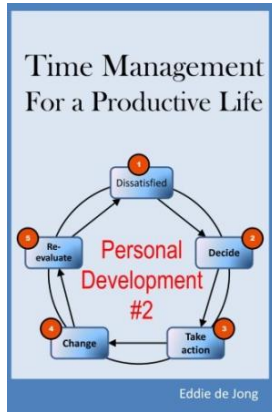 Time Management
For a Productive Life
1
Dissatisfied
2
Decide
3
Take
action
4
Change
5
Re-
evaluate
Personal
Development
#2
Eddie de Jong